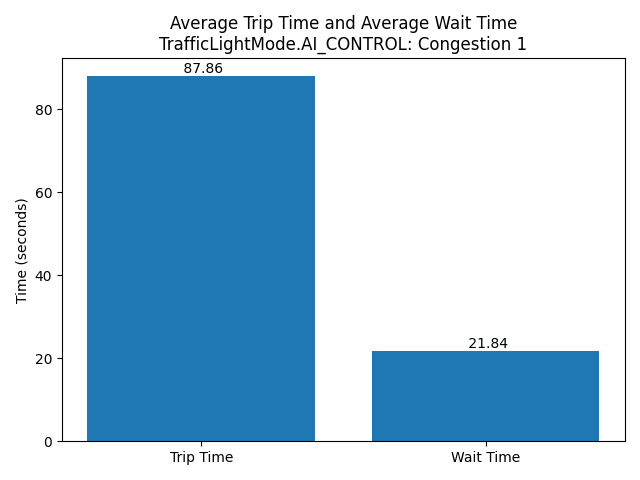 Average Trip Time and Average Wait Time
TrafficLightMode.AI_CONTROL: Congestion 1
87.86
80
60
Time (seconds)
40
21.84
20
0
Trip Time
Wait Time